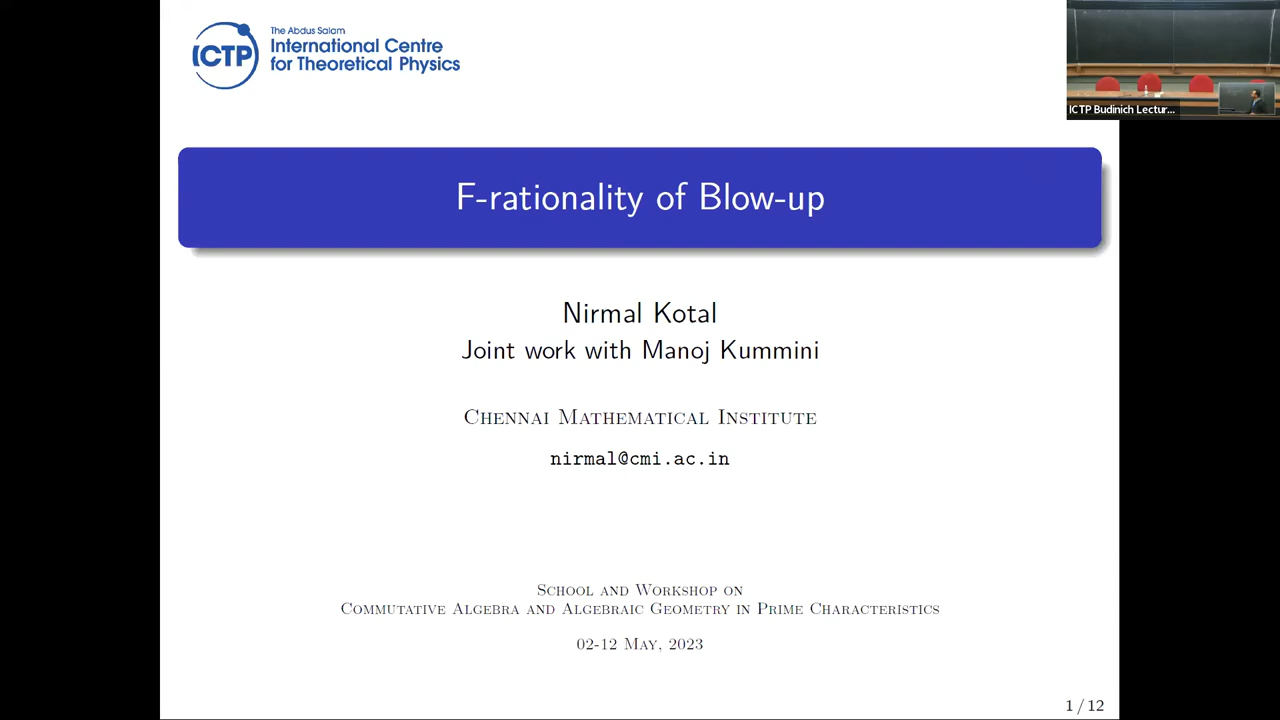 ICTP
The Abdus Salam
International Centre
for Theoretical Physics
ICTP Budinich Lectur...
F-rationality of Blow-up
Nirmal Kotal
Joint work with Manoj Kummini
Chennai Mathematical Institute
nirmal@cmi.ac.in
School and Workshop on
Commutative Algebra and Algebraic Geometry in Prime Characteristics
02-12 May, 2023
1 / 12